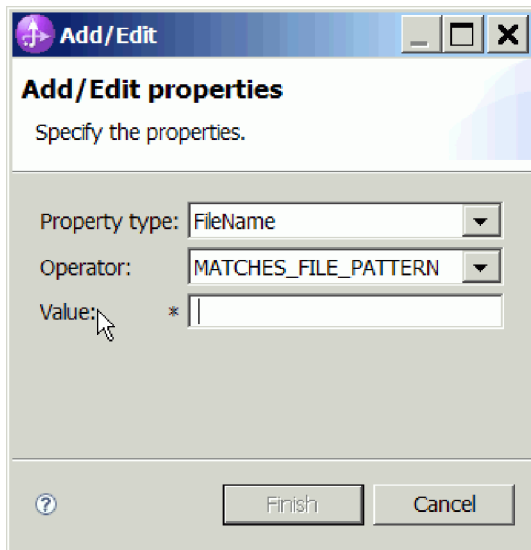 Add/Edit
Add/Edit properties
Specify the properties.
Property type: FileName
Operator: MATCHES_FILE_PATTERN
Value: *
? Finish Cancel